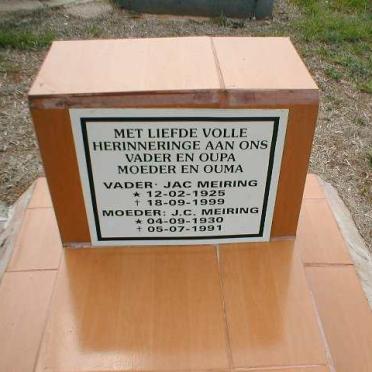 MET LIEFDE VOLLE
HERINNERINGE AAN ONS
VADER EN OUPA
MOEDER EN OUMA
VADER: JAC MEIRING
★ 12-02-1925
† 18-09-1999
MOEDER: J.C. MEIRING
★ 04-09-1930
† 05-07-1991